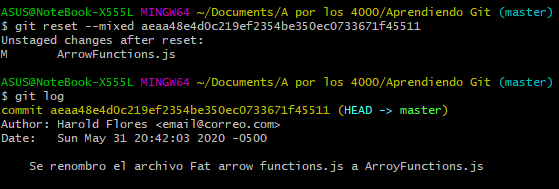 ASUS@NoteBook-X555L MINGW64 ~/Documents/A por los 4000/Aprendiendo Git (master)
$ git reset --mixed aeaa48e4d0c219ef2354be350ec0733671f45511
Unstaged changes after reset:
M       ArrowFunctions.js
ASUS@NoteBook-X555L MINGW64 ~/Documents/A por los 4000/Aprendiendo Git (master)
$ git log
commit aeaa48e4d0c219ef2354be350ec0733671f45511 (HEAD -> master)
Author: Harold Flores <email@correo.com>
Date:   Sun May 31 20:42:03 2020 -0500
    Se renombro el archivo Fat arrow functions.js a ArroyFunctions.js